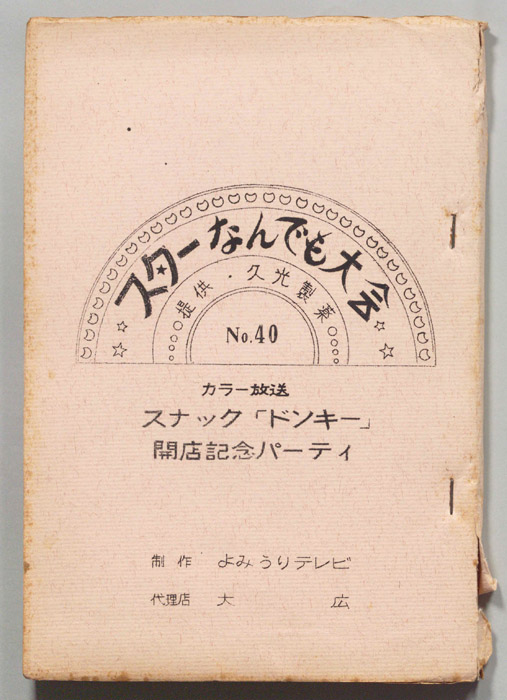 スターなんでも大会
提供・久光製薬
No.40
カラー放送
スナック「ドンキー」
開店記念パーティ
制作 よみうりテレビ
代理店 大広